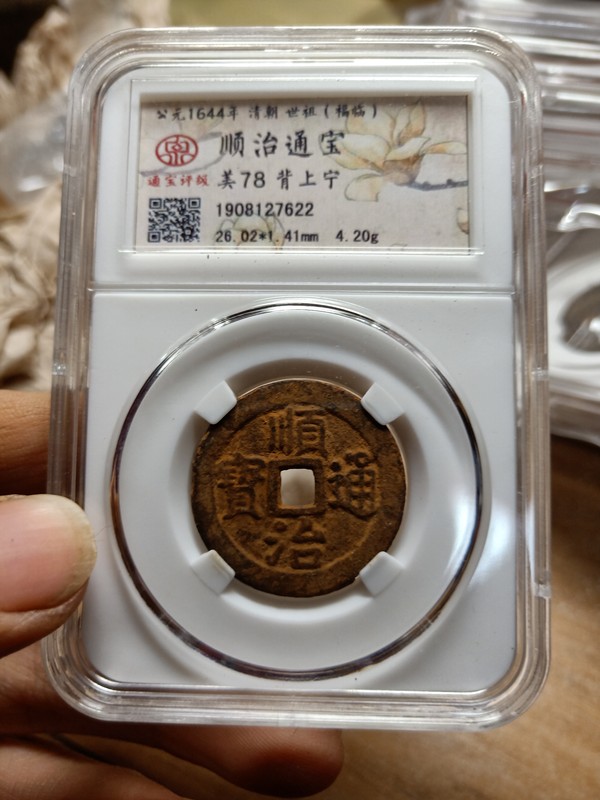 公元1644年 清朝 世祖(福临)
顺治通宝
通宝评级 美78 背上宁
1908127622
26.02*1.41mm 4.20g
順
寶 通
治